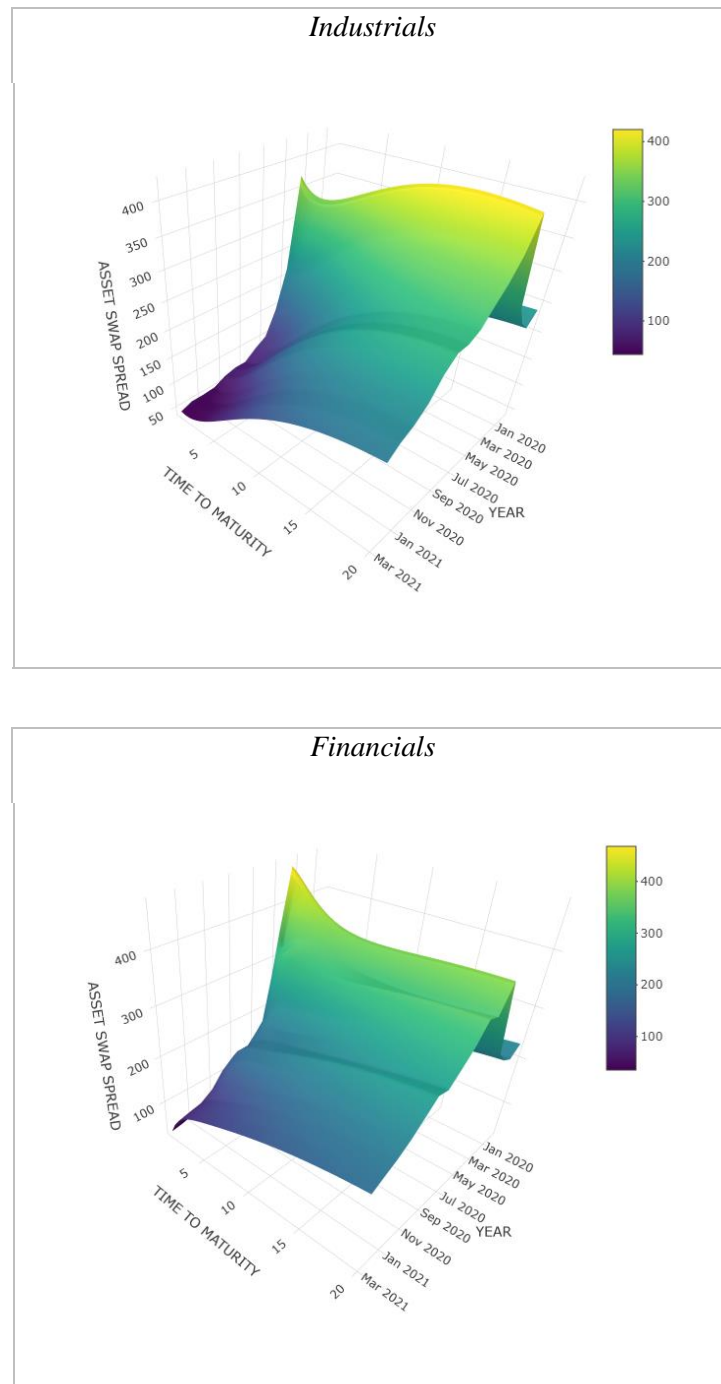 Industrials
400
350
300
250
200
150
100
50
ASSET SWAP SPREAD
5
10
15
20
TIME TO MATURITY
Jan 2020
Mar 2020
May 2020
Jul 2020
Sep 2020
Nov 2020
Jan 2021
Mar 2021
YEAR
400
300
200
100
Financials
400
300
200
100
ASSET SWAP SPREAD
5
10
15
20
TIME TO MATURITY
Jan 2020
Mar 2020
May 2020
Jul 2020
Sep 2020
Nov 2020
Jan 2021
Mar 2021
YEAR
400
300
200
100